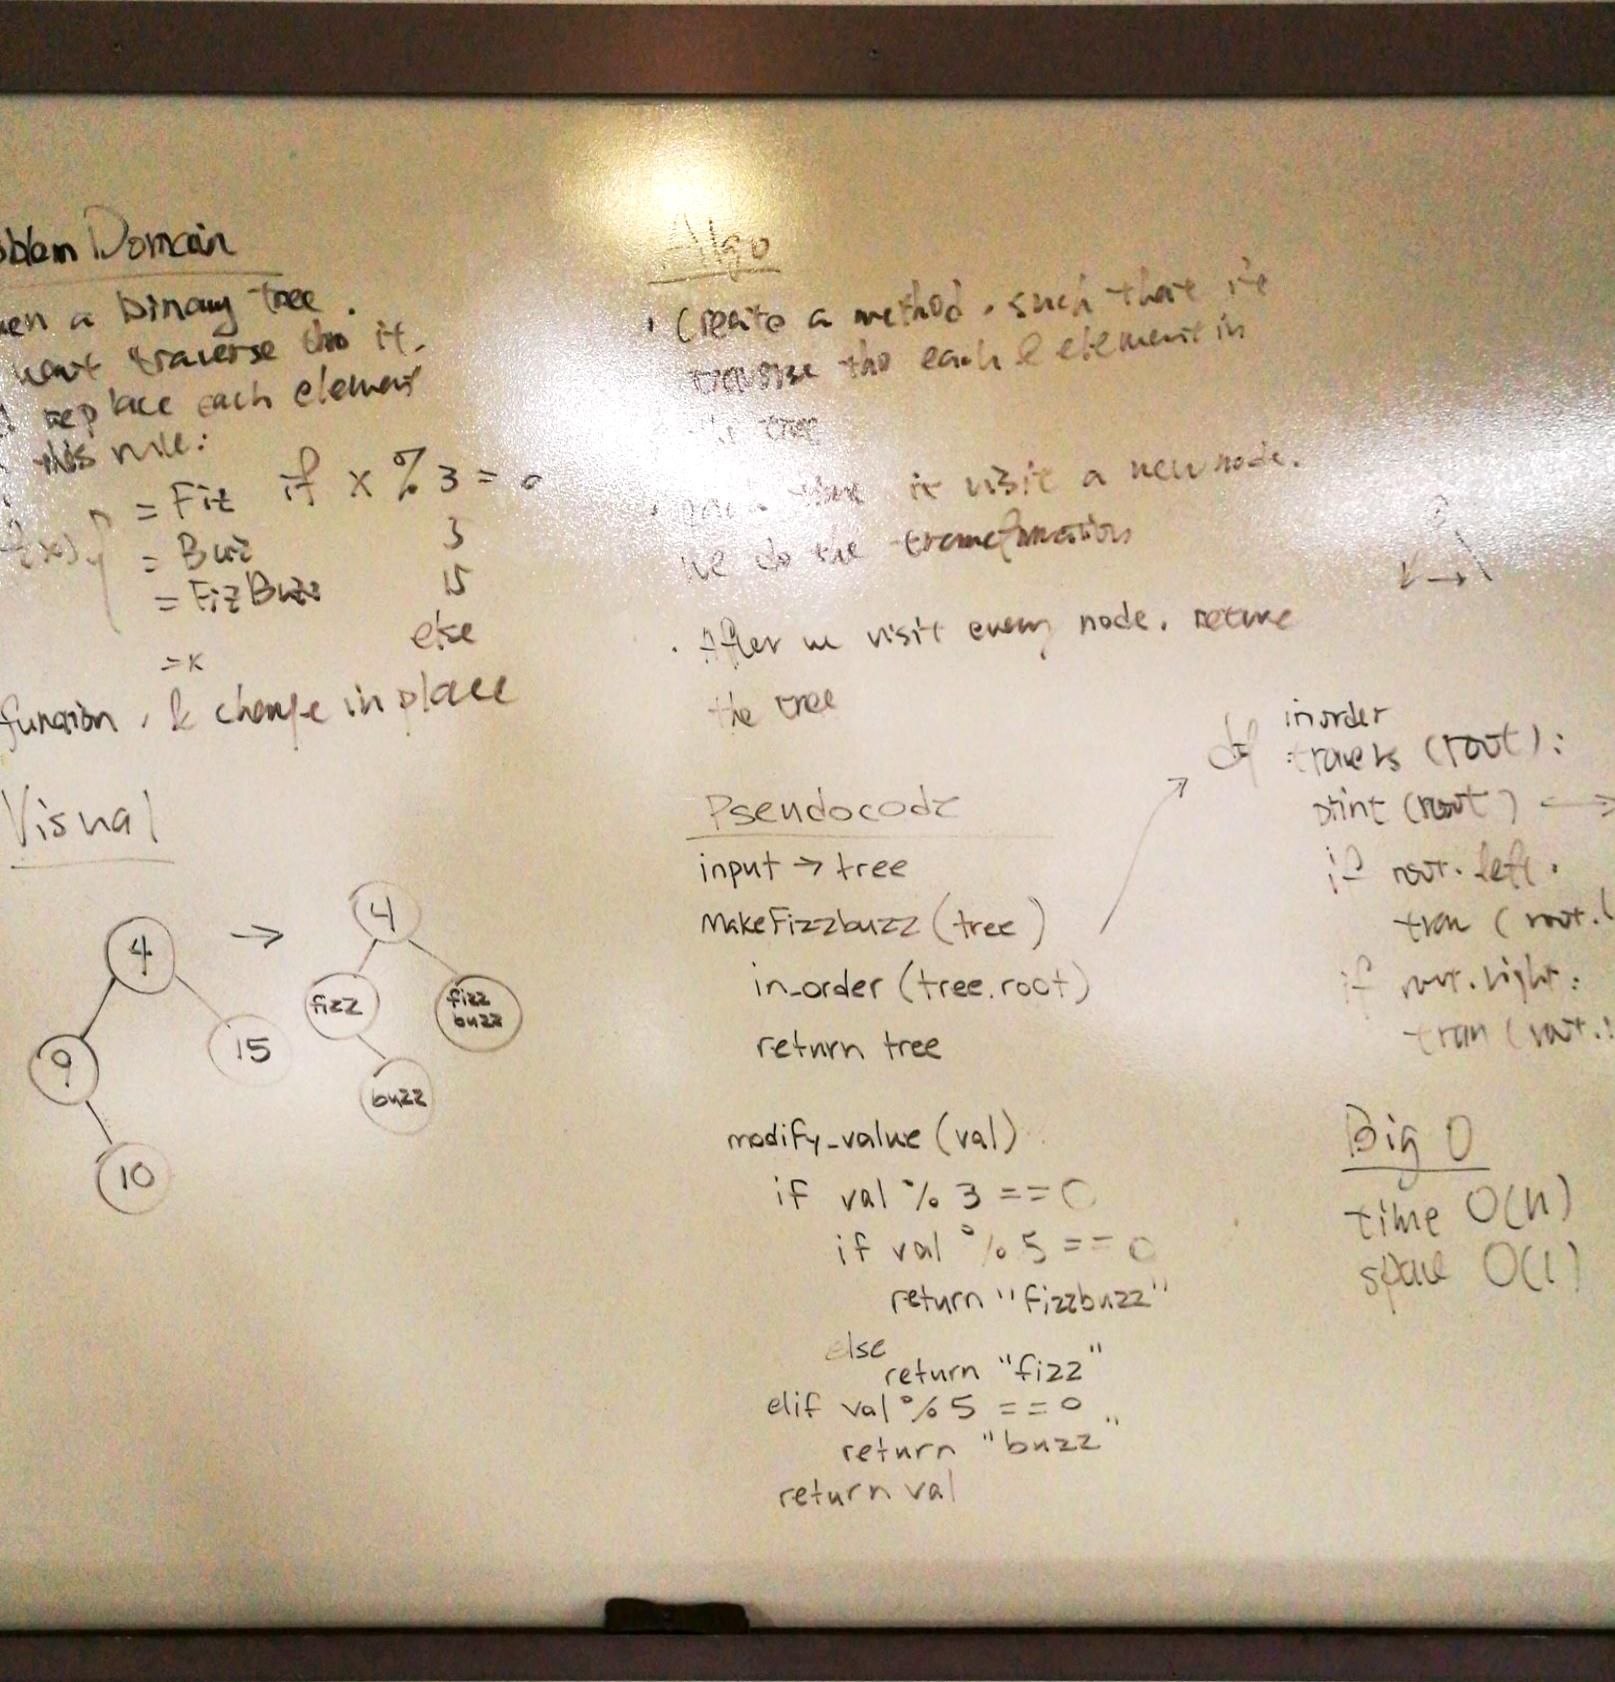 oblem Domain
en a binary tree.
want traverse tho it.
replace each element
this rule:
f(x) = Fiz if x % 3 = 0
= Buz 5
= FizBuzz 15
= x else
function, & change in place
Visual
4
9
15
10
→
4
fizz
fizz
buzz
buzz
Algo
· Create a method, such that it's
traverse tho each element in
the tree
· each time it visit a new node.
we do the transformation
· After we visit every node. return
the tree
Pseudocode
input → tree
MakeFizzbuzz (tree)
in_order (tree.root)
return tree
modify_value (val)
if val % 3 == 0
if val % 5 == 0
return "fizzbuzz"
else
return "fizz"
elif val % 5 == 0
return "buzz"
return val
inorder
def travers (root):
print (root) →
if root.left.
tran (root.l
if root.right:
tran (root.
Big O
time O(n)
space O(1)